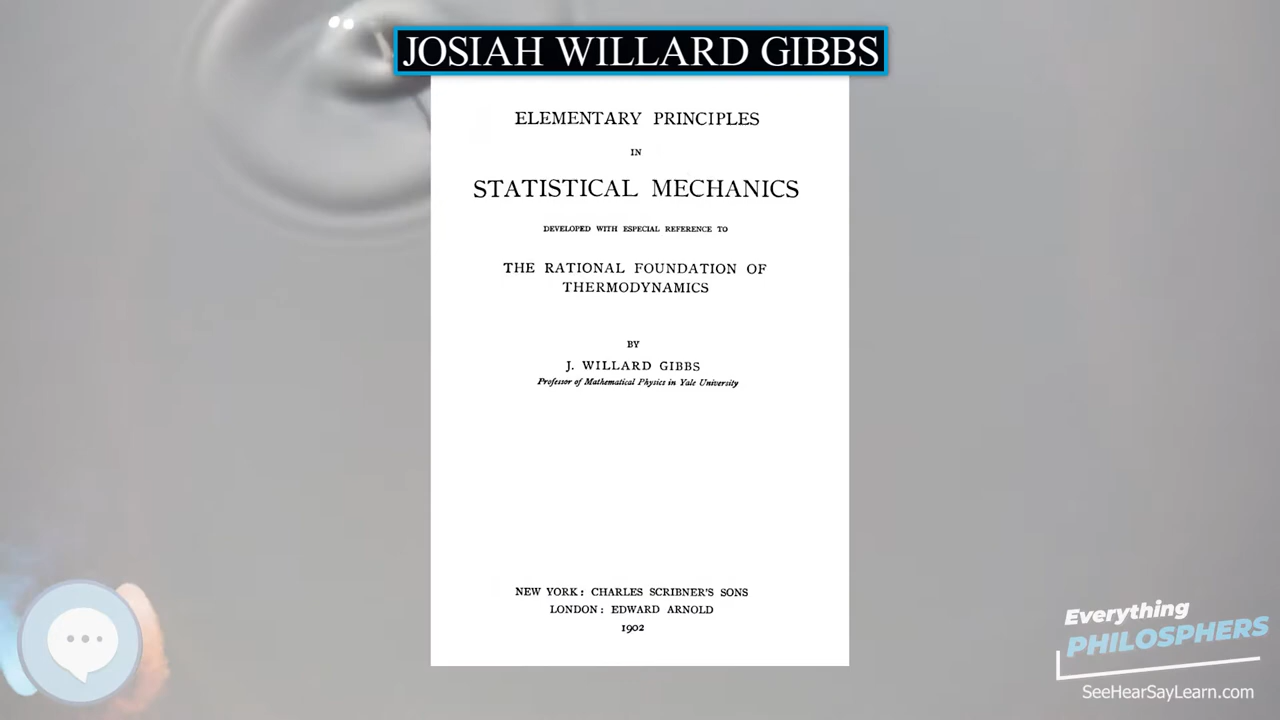 JOSIAH WILLARD GIBBS
ELEMENTARY PRINCIPLES
IN
STATISTICAL MECHANICS
DEVELOPED WITH ESPECIAL REFERENCE TO
THE RATIONAL FOUNDATION OF
THERMODYNAMICS
BY
J. WILLARD GIBBS
Professor of Mathematical Physics in Yale University
NEW YORK: CHARLES SCRIBNER'S SONS
LONDON: EDWARD ARNOLD
1902
Everything
PHILOSPHERS
SeeHearSayLearn.com